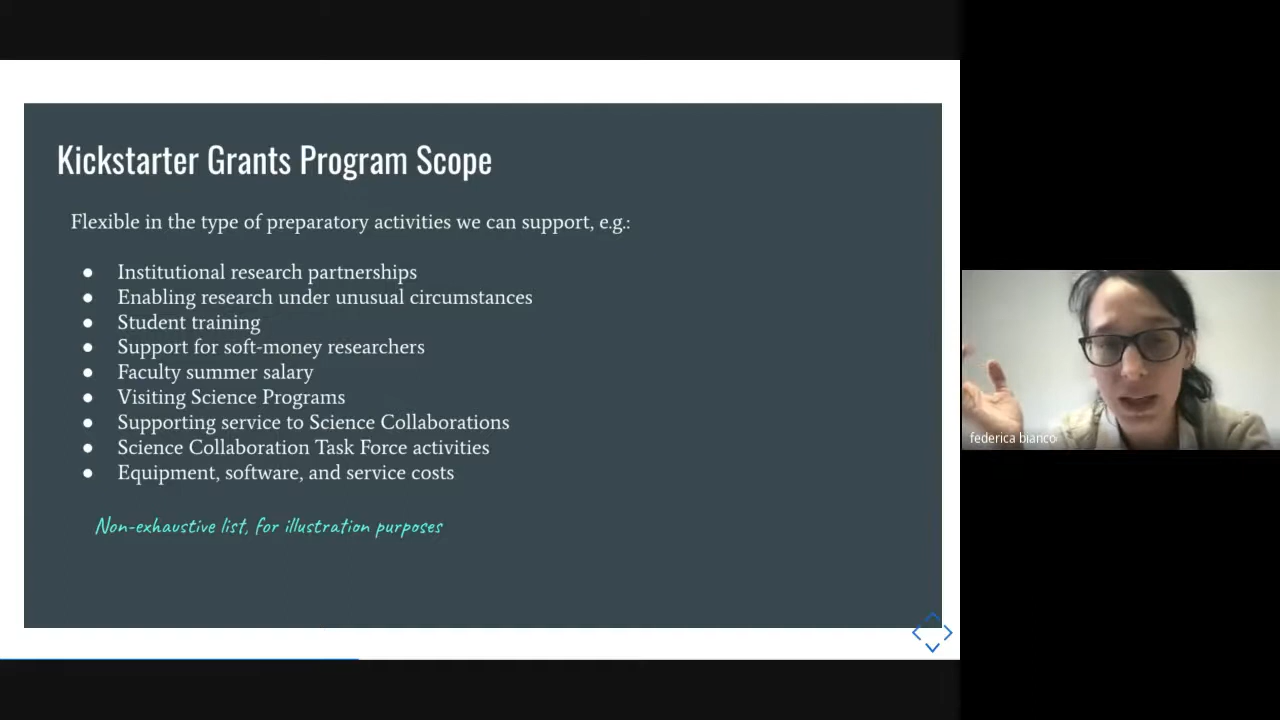 Kickstarter Grants Program Scope
Flexible in the type of preparatory activities we can support, e.g.:
● Institutional research partnerships
● Enabling research under unusual circumstances
● Student training
● Support for soft-money researchers
● Faculty summer salary
● Visiting Science Programs
● Supporting service to Science Collaborations
● Science Collaboration Task Force activities
● Equipment, software, and service costs
Non-exhaustive list, for illustration purposes
federica bianco